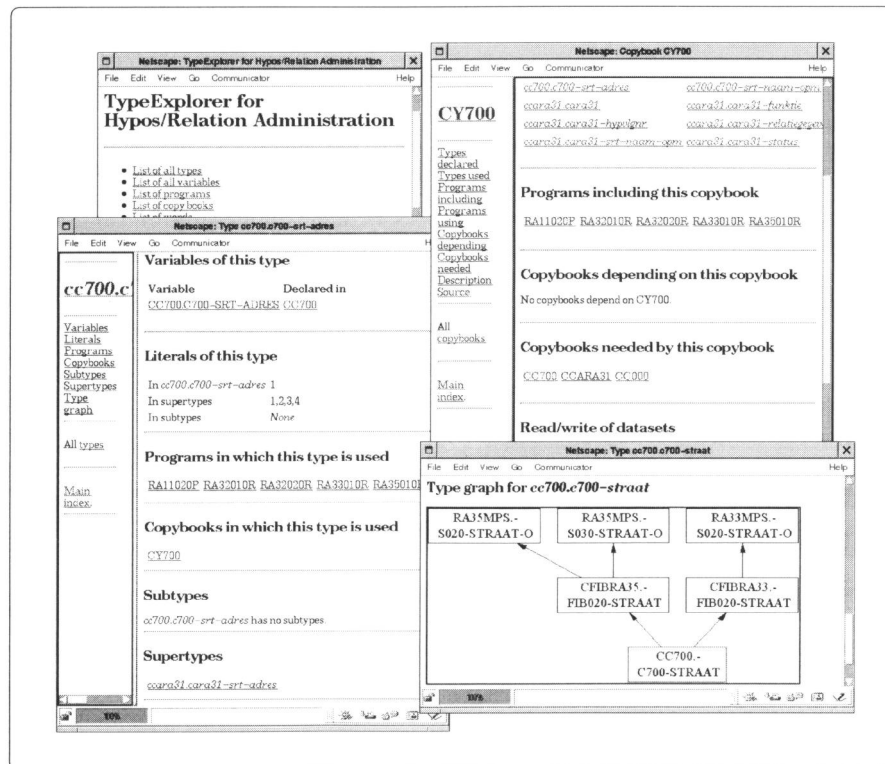 Netscape: TypeExplorer for Hypos/Relation Administration
File Edit View Go Communicator Help
TypeExplorer for
Hypos/Relation Administration
List of all types
List of all variables
List of programs
List of copybooks
Netscape: Copybook CY700
File Edit View Go Communicator Help
CY700
Types
declared
Types used
Programs
including
Programs
using
Copybooks
depending
Copybooks
needed
Description
Source
All
copybooks
Main
index.
cc700.c700-srt-adres cc700.c700-srt-naam-opm
ccara31.cara31 ccara31.cara31-funktie
ccara31.cara31-hypolgnr ccara31.cara31-relatiegegev
ccara31.cara31-srt-naam-opm ccara31.cara31-status
Programs including this copybook
RA11020P RA32010R RA32020R RA33010R RA35010R
Copybooks depending on this copybook
No copybooks depend on CY700.
Copybooks needed by this copybook
CC700 CCARA31 CC000
Read/write of datasets
Netscape: Type cc700.c700-srt-adres
File Edit View Go Communicator
cc700.c'
Variables
Literals
Programs
Copybooks
Subtypes
Supertypes
Type
graph
All types
Main
index.
Variables of this type
Variable Declared in
CC700.C700-SRT-ADRES CC700
Literals of this type
In cc700.c700-srt-adres 1
In supertypes 1,2,3,4
In subtypes None
Programs in which this type is used
RA11020P RA32010R RA32020R RA33010R RA35010R
Copybooks in which this type is used
CY700
Subtypes
cc700.c700-srt-adres has no subtypes
Supertypes
ccara31.cara31-srt-adres
100%
Netscape: Type cc700.c700-straat
File Edit View Go Communicator Help
Type graph for cc700.c700-straat
RA35MPS.-
S020-STRAAT-O
RA35MPS.-
S030-STRAAT-O
RA33MPS.-
S020-STRAAT-O
CFIBRA35.-
FIB020-STRAAT
CFIBRA33.-
FIB020-STRAAT
CC700.-
C700-STRAAT
100%